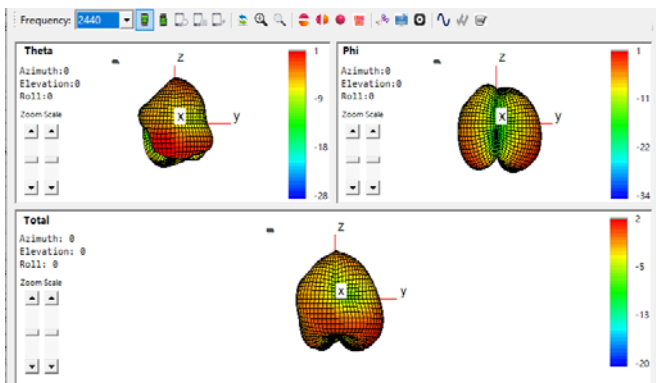 Frequency: 2440
Theta
Azimuth:0
Elevation:0
Roll:0
Zoom Scale
z
x
y
1
-9
-18
-28
Phi
Azimuth:0
Elevation:0
Roll:0
Zoom Scale
z
x
y
1
-11
-22
-34
Total
Azimuth: 0
Elevation: 0
Roll: 0
Zoom Scale
z
x
y
2
-5
-13
-20